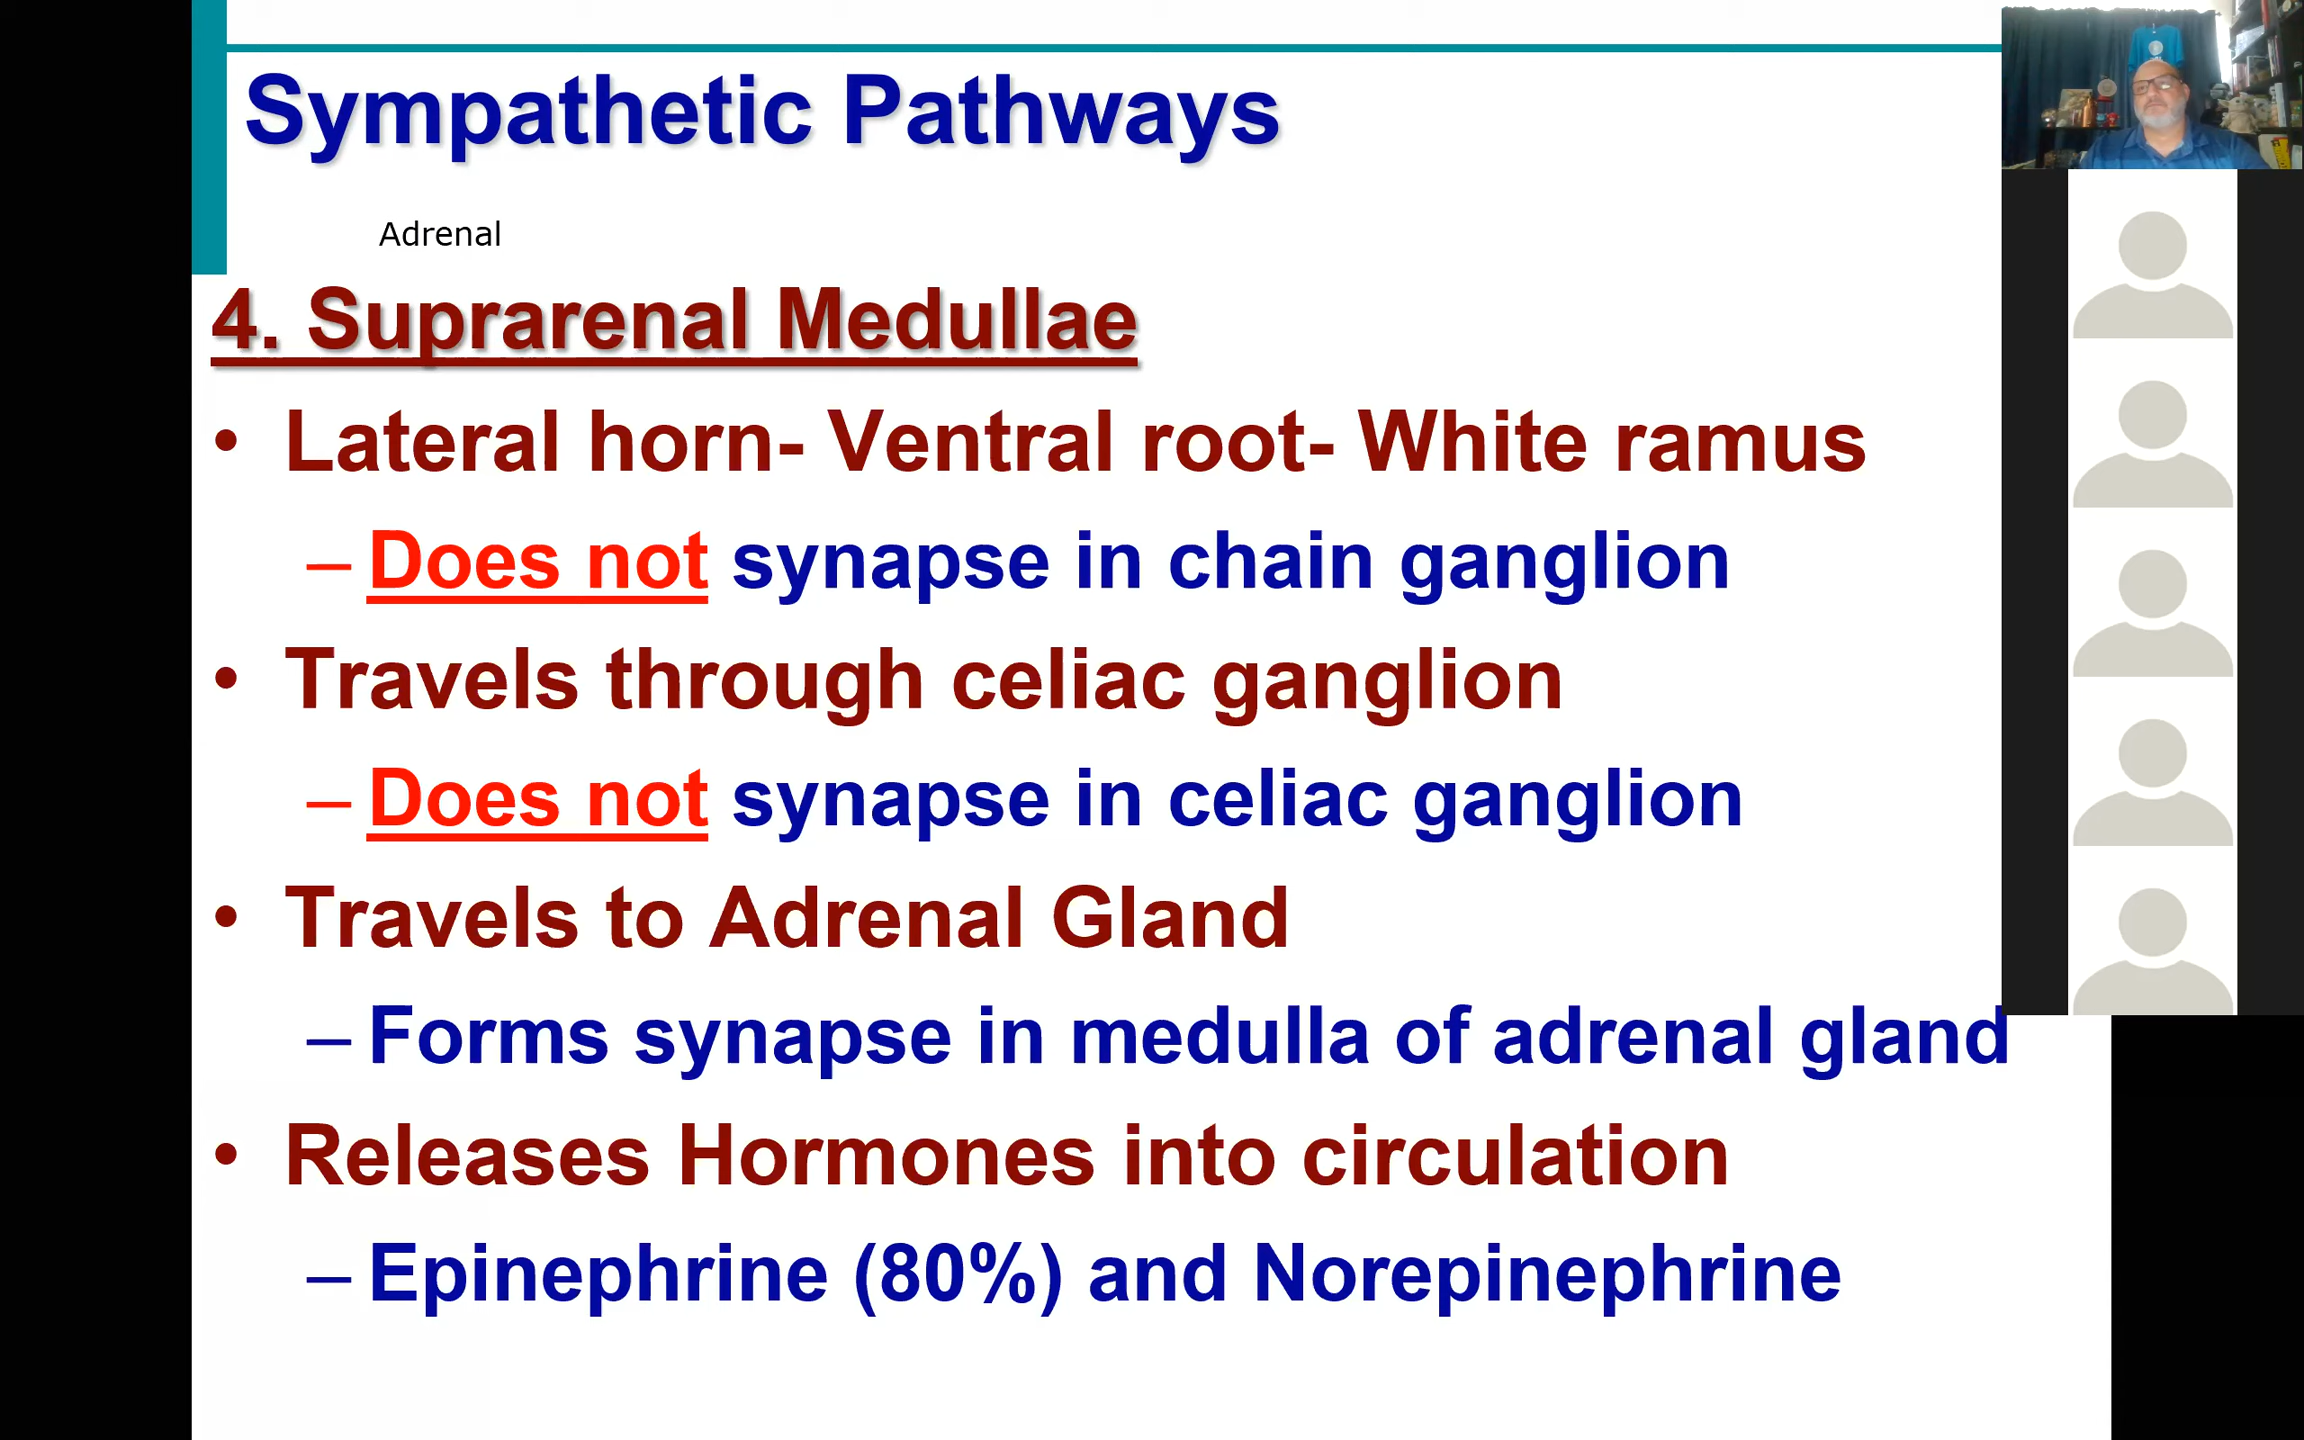 Sympathetic Pathways
Adrenal
4. Suprarenal Medullae
• Lateral horn- Ventral root- White ramus
– Does not synapse in chain ganglion
• Travels through celiac ganglion
– Does not synapse in celiac ganglion
• Travels to Adrenal Gland
– Forms synapse in medulla of adrenal gland
• Releases Hormones into circulation
– Epinephrine (80%) and Norepinephrine